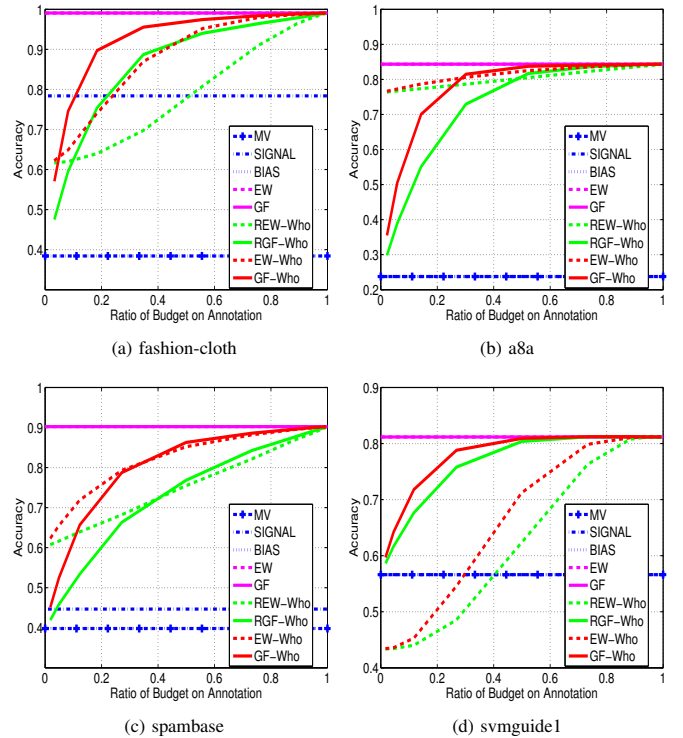 1
0.9
0.8
0.7
0.6
0.5
0.4
Accuracy
MV
SIGNAL
BIAS
EW
GF
REW−Who
RGF−Who
EW−Who
GF−Who
0 0.2 0.4 0.6 0.8 1
Ratio of Budget on Annotation
(a) fashion-cloth
1
0.9
0.8
0.7
0.6
0.5
0.4
0.3
0.2
Accuracy
MV
SIGNAL
BIAS
EW
GF
REW−Who
RGF−Who
EW−Who
GF−Who
0 0.2 0.4 0.6 0.8 1
Ratio of Budget on Annotation
(b) a8a
1
0.9
0.8
0.7
0.6
0.5
0.4
Accuracy
MV
SIGNAL
BIAS
EW
GF
REW−Who
RGF−Who
EW−Who
GF−Who
0 0.2 0.4 0.6 0.8 1
Ratio of Budget on Annotation
(c) spambase
0.9
0.8
0.7
0.6
0.5
0.4
Accuracy
MV
SIGNAL
BIAS
EW
GF
REW−Who
RGF−Who
EW−Who
GF−Who
0 0.2 0.4 0.6 0.8 1
Ratio of Budget on Annotation
(d) svmguide1